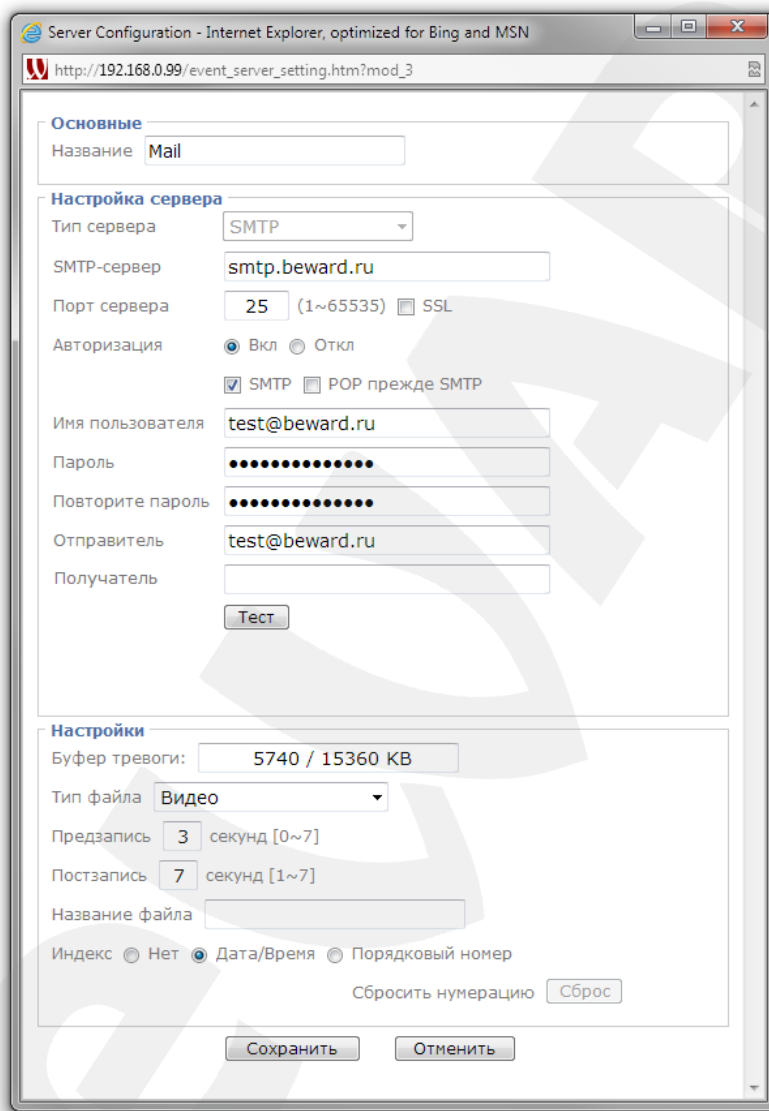 Server Configuration - Internet Explorer, optimized for Bing and MSN
http://192.168.0.99/event_server_setting.htm?mod_3
Основные
Название Mail
Настройка сервера
Тип сервера SMTP
SMTP-сервер smtp.beward.ru
Порт сервера 25 (1~65535) SSL
Авторизация Вкл Откл
SMTP POP прежде SMTP
Имя пользователя test@beward.ru
Пароль ••••••••••••••
Повторите пароль ••••••••••••••
Отправитель test@beward.ru
Получатель
Тест
Настройки
Буфер тревоги: 5740 / 15360 KB
Тип файла Видео
Предзапись 3 секунд [0~7]
Постзапись 7 секунд [1~7]
Название файла
Индекс Нет Дата/Время Порядковый номер
Сбросить нумерацию Сброс
Сохранить Отменить